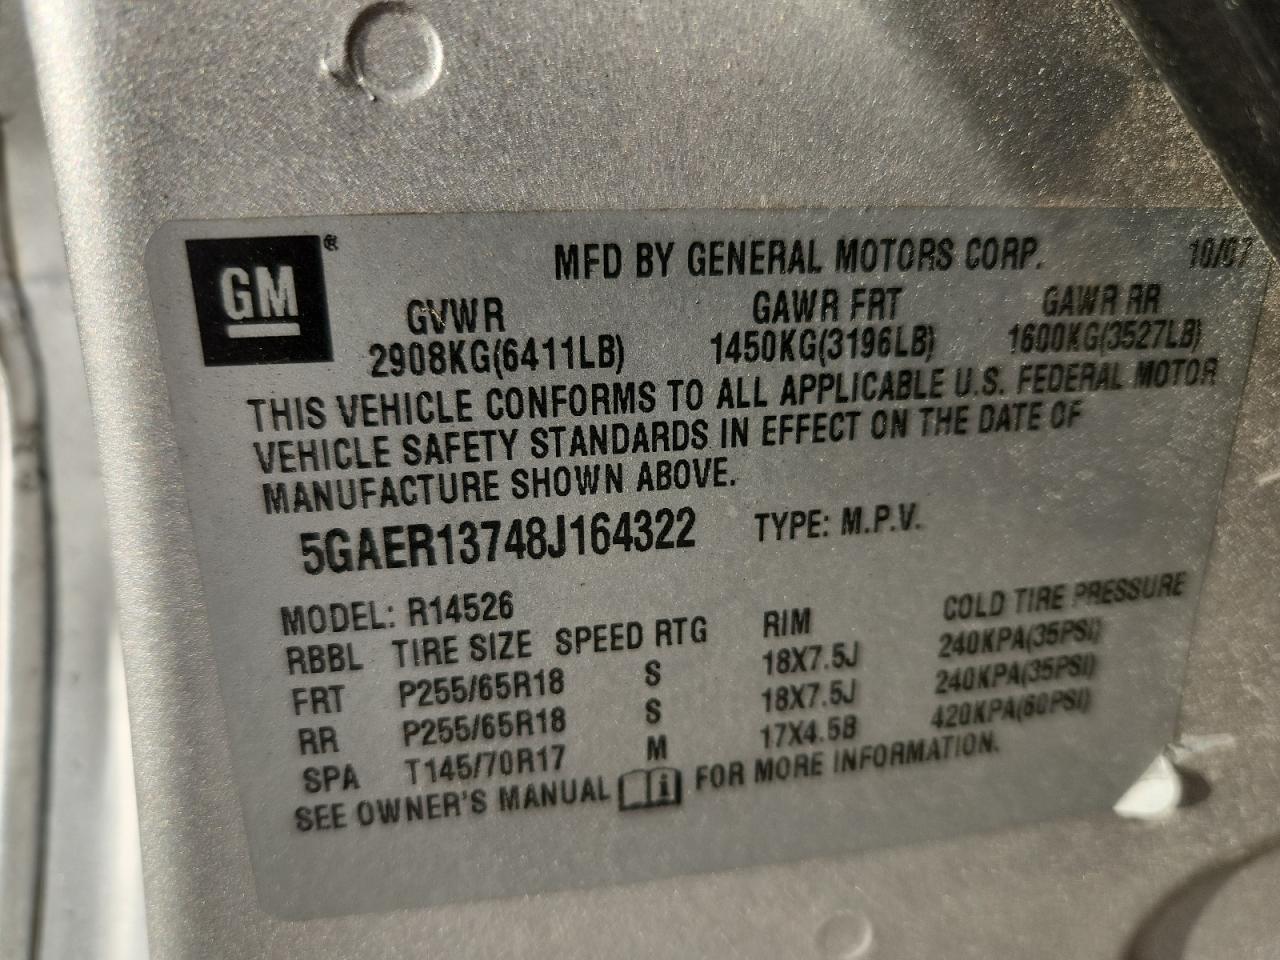 GM ®
MFD BY GENERAL MOTORS CORP. 10/07
GVWR GAWR FRT GAWR RR
2908KG(6411LB) 1450KG(3196LB) 1600KG(3527LB)
THIS VEHICLE CONFORMS TO ALL APPLICABLE U.S. FEDERAL MOTOR
VEHICLE SAFETY STANDARDS IN EFFECT ON THE DATE OF
MANUFACTURE SHOWN ABOVE.
5GAER13748J164322 TYPE: M.P.V.
MODEL: R14526
RBBL TIRE SIZE SPEED RTG RIM COLD TIRE PRESSURE
FRT P255/65R18 S 18X7.5J 240KPA(35PSI)
RR P255/65R18 S 18X7.5J 240KPA(35PSI)
SPA T145/70R17 M 17X4.5B 420KPA(60PSI)
SEE OWNER'S MANUAL i FOR MORE INFORMATION.